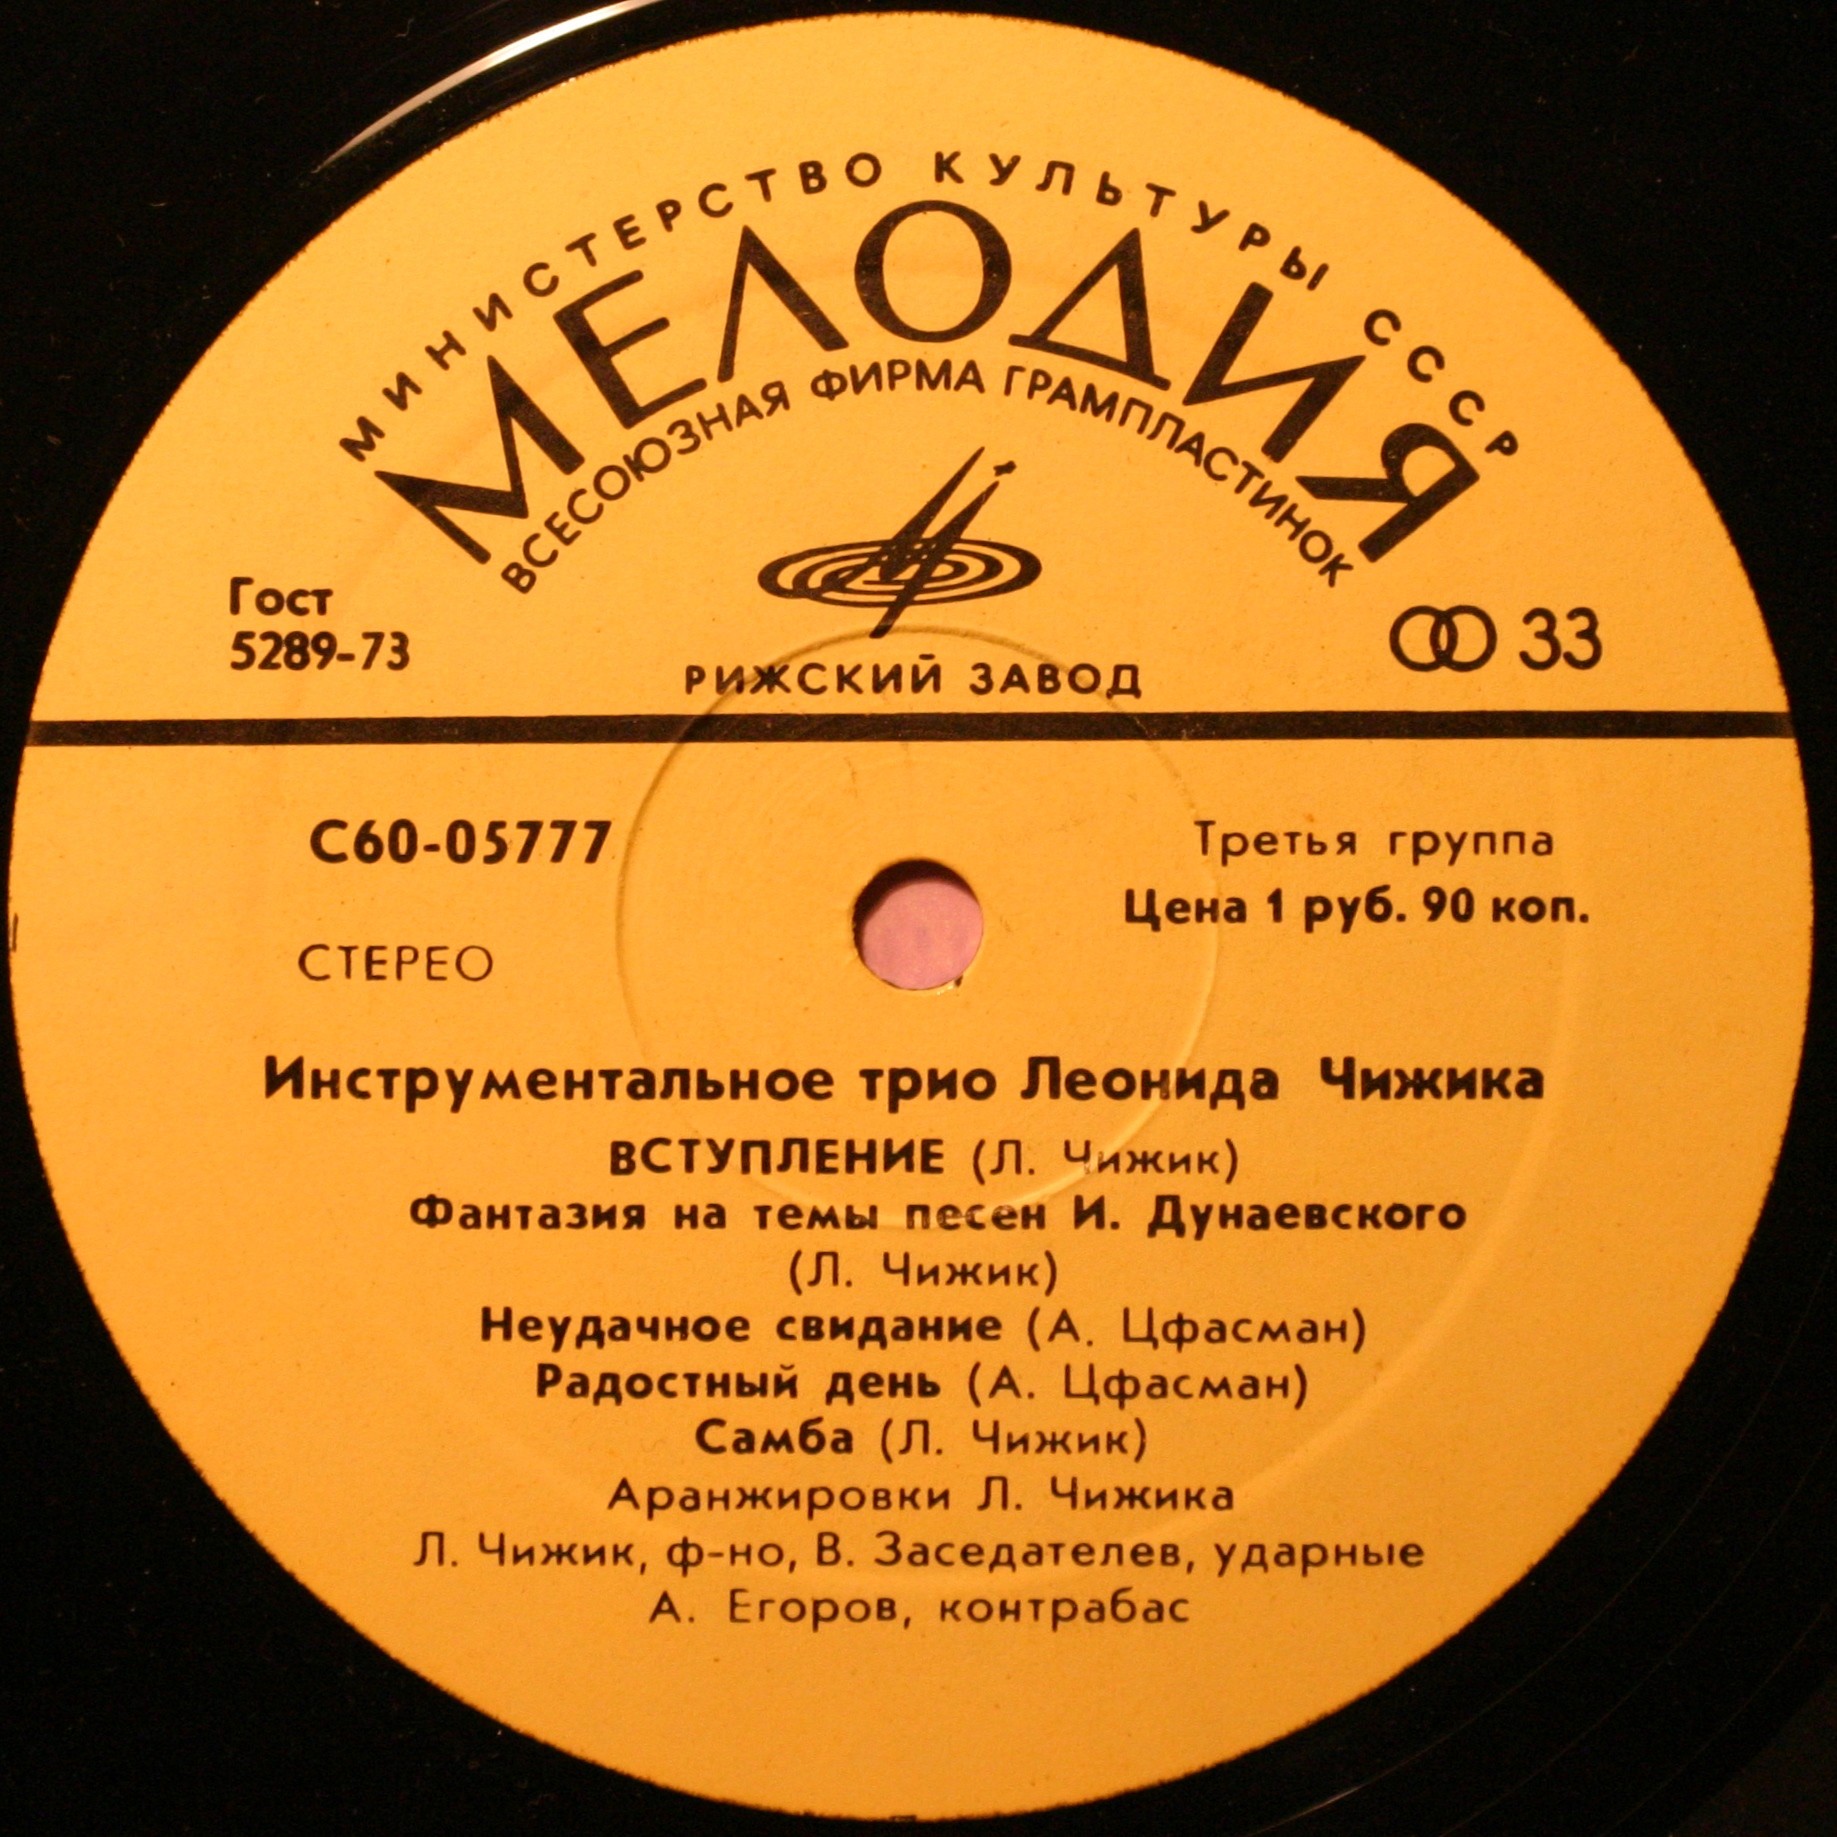 МИНИСТЕРСТВО КУЛЬТУРЫ СССР
МЕЛОДИЯ
ВСЕСОЮЗНАЯ ФИРМА ГРАМПЛАСТИНОК
Гост
5289-73
33
РИЖСКИЙ ЗАВОД
С60-05777
Третья группа
Цена 1 руб. 90 коп.
СТЕРЕО
Инструментальное трио Леонида Чижика
ВСТУПЛЕНИЕ (Л. Чижик)
Фантазия на темы песен И. Дунаевского
(Л. Чижик)
Неудачное свидание (А. Цфасман)
Радостный день (А. Цфасман)
Самба (Л. Чижик)
Аранжировки Л. Чижика
Л. Чижик, ф-но, В. Заседателев, ударные
А. Егоров, контрабас